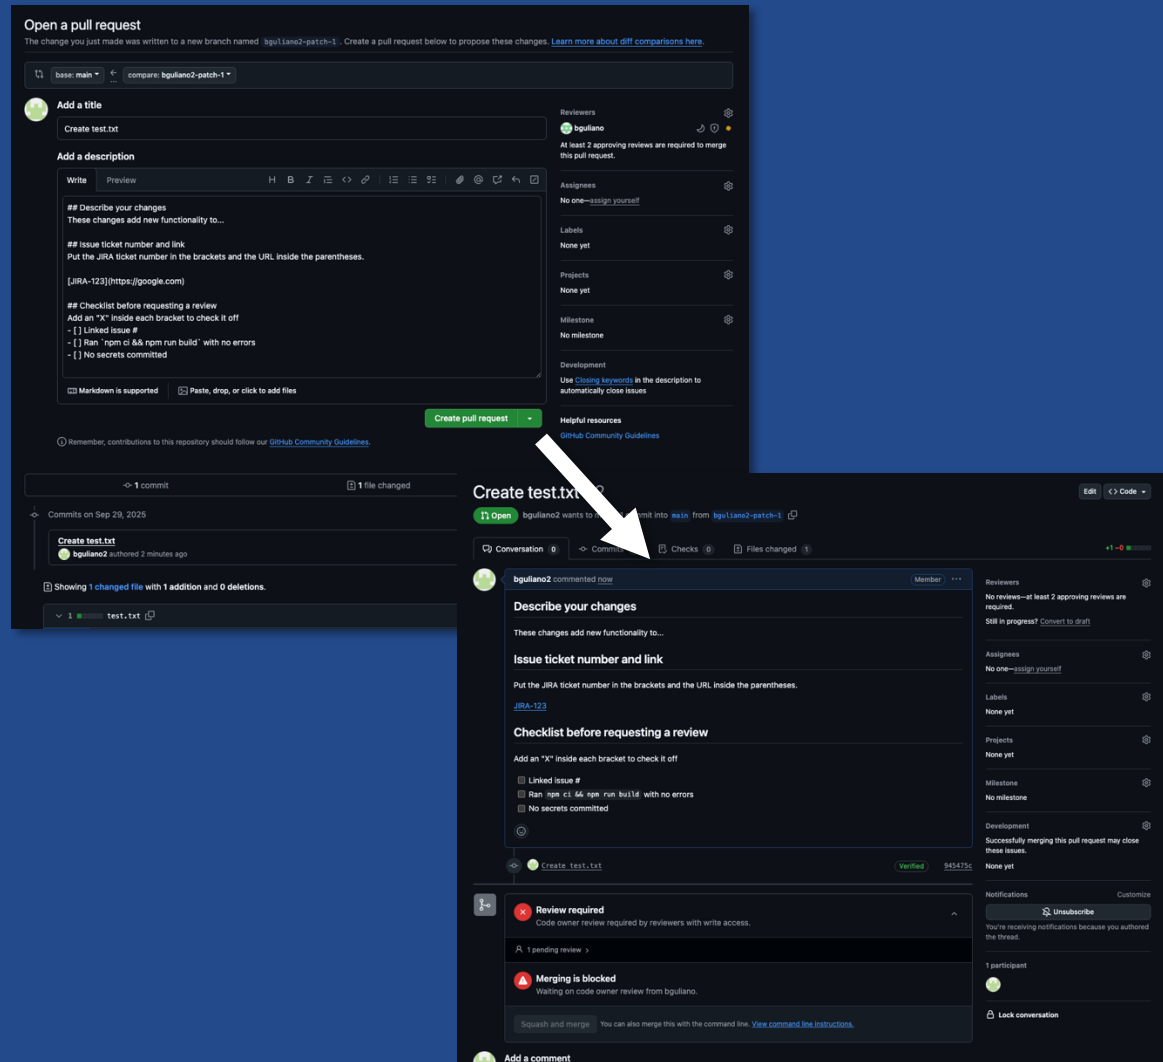 Open a pull request
The change you just made was written to a new branch named bguliano2-patch-1. Create a pull request below to propose these changes. Learn more about diff comparisons here.
base: main
compare: bguliano2-patch-1
Add a title
Create test.txt
Add a description
Write Preview
## Describe your changes
These changes add new functionality to...
## Issue ticket number and link
Put the JIRA ticket number in the brackets and the URL inside the parentheses.
[JIRA-123](https://google.com)
## Checklist before requesting a review
Add an "X" inside each bracket to check it off
- [ ] Linked issue #
- [ ] Ran `npm ci && npm run build` with no errors
- [ ] No secrets committed
Markdown is supported
Paste, drop, or click to add files
Create pull request
Remember, contributions to this repository should follow our GitHub Community Guidelines.
Reviewers
bguliano
At least 2 approving reviews are required to merge
this pull request.
Assignees
No one—assign yourself
Labels
None yet
Projects
None yet
Milestone
No milestone
Development
Use Closing keywords in the description to
automatically close issues
Helpful resources
GitHub Community Guidelines
1 commit
1 file changed
Commits on Sep 29, 2025
Create test.txt
bguliano2 authored 2 minutes ago
Showing 1 changed file with 1 addition and 0 deletions.
1 test.txt
Create test.txt
Edit <> Code
Open bguliano2 wants to commit into main from bguliano2-patch-1
Conversation 0 Commits Checks 0 Files changed 1
+1 −0
bguliano2 commented now
Member
Describe your changes
These changes add new functionality to...
Issue ticket number and link
Put the JIRA ticket number in the brackets and the URL inside the parentheses.
JIRA-123
Checklist before requesting a review
Add an "X" inside each bracket to check it off
Linked issue #
Ran npm ci && npm run build with no errors
No secrets committed
Create test.txt
Verified 945475c
Review required
Code owner review required by reviewers with write access.
1 pending review
Merging is blocked
Waiting on code owner review from bguliano.
Squash and merge You can also merge this with the command line. View command line instructions.
Add a comment
Reviewers
No reviews—at least 2 approving reviews are
required.
Still in progress? Convert to draft
Assignees
No one—assign yourself
Labels
None yet
Projects
None yet
Milestone
No milestone
Development
Successfully merging this pull request may close
these issues.
None yet
Notifications Customize
Unsubscribe
You're receiving notifications because you authored
the thread.
1 participant
Lock conversation